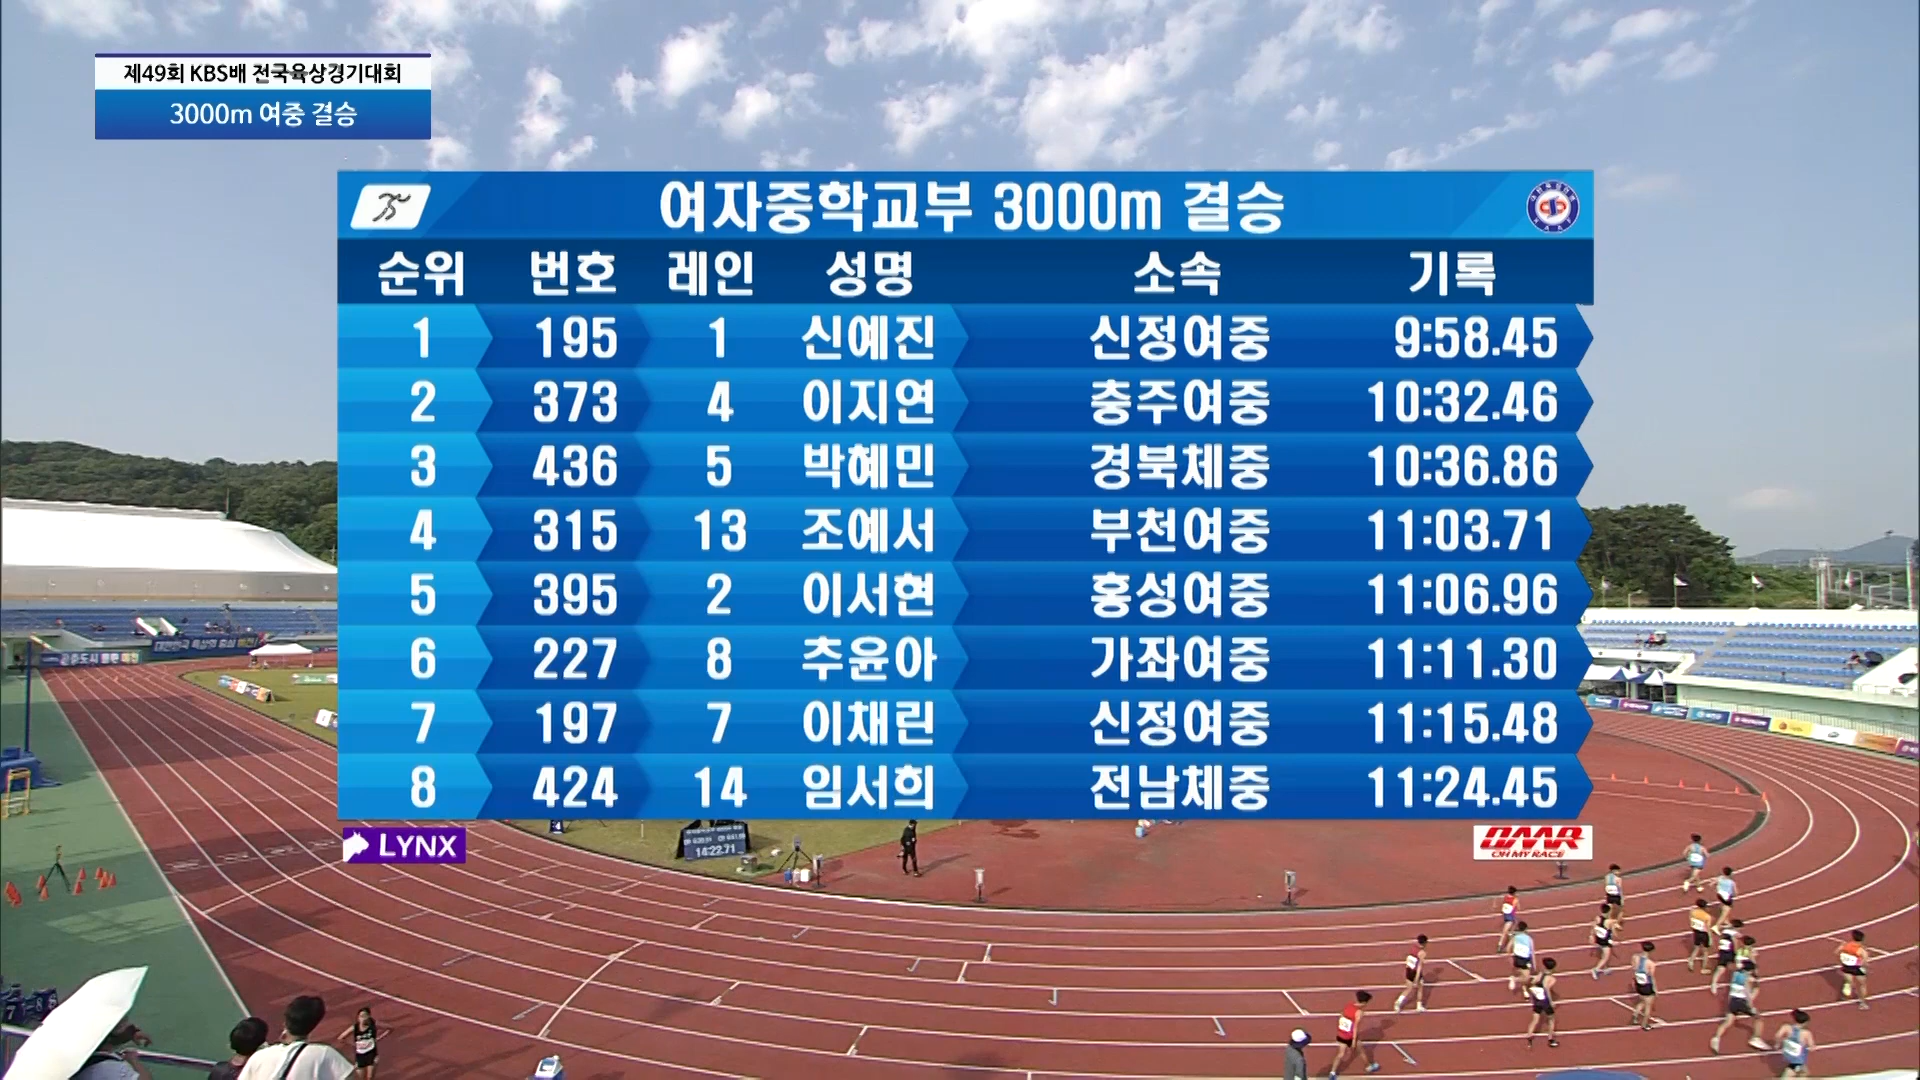 제49회 KBS배 전국육상경기대회
3000m 여중 결승
여자중학교부 3000m 결승
순위 번호 레인 성명 소속 기록
1 195 1 신예진 신정여중 9:58.45
2 373 4 이지연 충주여중 10:32.46
3 436 5 박혜민 경북체중 10:36.86
4 315 13 조예서 부천여중 11:03.71
5 395 2 이서현 홍성여중 11:06.96
6 227 8 추윤아 가좌여중 11:11.30
7 197 7 이채린 신정여중 11:15.48
8 424 14 임서희 전남체중 11:24.45
LYNX
OMR
OH MY RACE
14:22.71